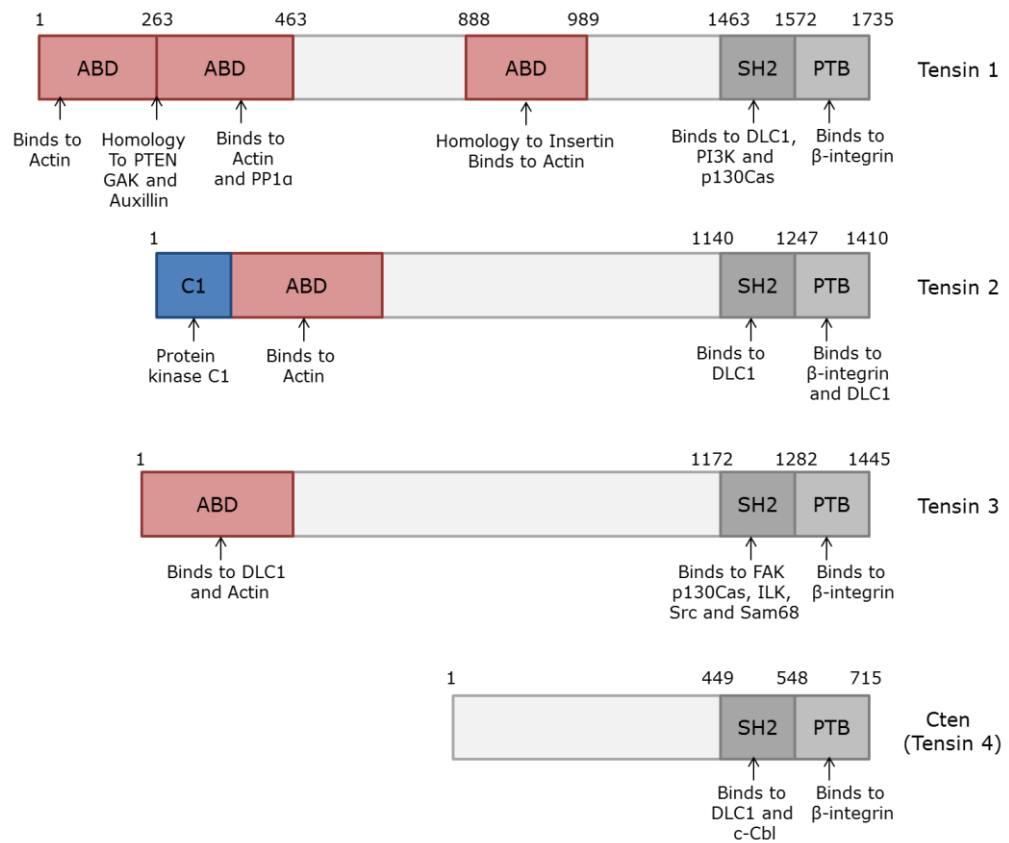 1 263 463 888 989 1463 1572 1735
ABD ABD ABD SH2 PTB Tensin 1
Binds to
Actin
Homology
To PTEN
GAK and
Auxillin
Binds to
Actin
and PP1α
Homology to Insertin
Binds to Actin
Binds to DLC1,
PI3K and
p130Cas
Binds to
β-integrin
1 1140 1247 1410
C1 ABD SH2 PTB Tensin 2
Protein
kinase C1
Binds to
Actin
Binds to
DLC1
Binds to
β-integrin
and DLC1
1 1172 1282 1445
ABD SH2 PTB Tensin 3
Binds to DLC1
and Actin
Binds to FAK
p130Cas, ILK,
Src and Sam68
Binds to
β-integrin
1 449 548 715
SH2 PTB Cten
(Tensin 4)
Binds to
DLC1 and
c-Cbl
Binds to
β-integrin